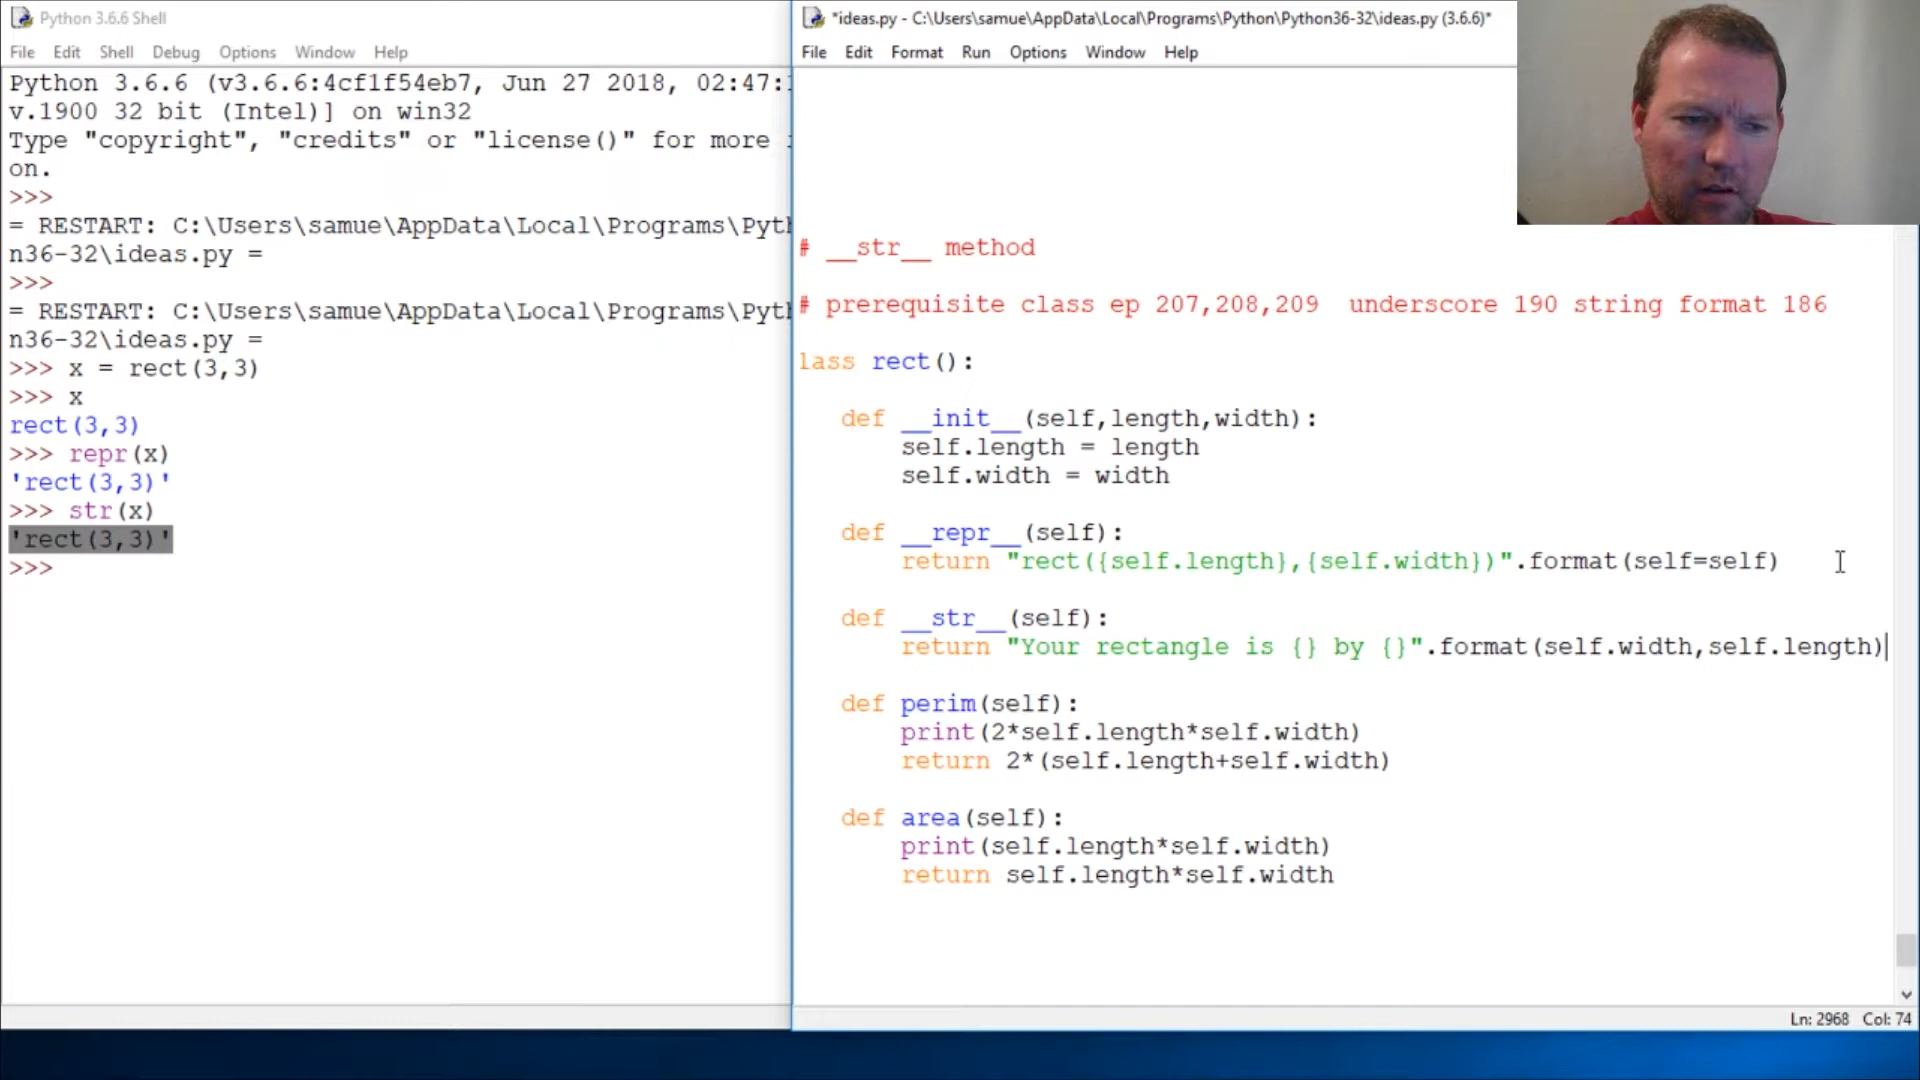 Python 3.6.6 Shell
File Edit Shell Debug Options Window Help
Python 3.6.6 (v3.6.6:4cf1f54eb7, Jun 27 2018, 02:47:
v.1900 32 bit (Intel)] on win32
Type "copyright", "credits" or "license()" for more
on.
>>>
= RESTART: C:\Users\samue\AppData\Local\Programs\Pyth
n36-32\ideas.py =
>>>
= RESTART: C:\Users\samue\AppData\Local\Programs\Pyth
n36-32\ideas.py =
>>> x = rect(3,3)
>>> x
rect(3,3)
>>> repr(x)
'rect(3,3)'
>>> str(x)
'rect(3,3)'
>>>
*ideas.py - C:\Users\samue\AppData\Local\Programs\Python\Python36-32\ideas.py (3.6.6)*
File Edit Format Run Options Window Help
# __str__ method
# prerequisite class ep 207,208,209  underscore 190 string format 186
lass rect():
def __init__(self,length,width):
self.length = length
self.width = width
def __repr__(self):
return "rect({self.length},{self.width})".format(self=self)
def __str__(self):
return "Your rectangle is {} by {}".format(self.width,self.length)
def perim(self):
print(2*self.length*self.width)
return 2*(self.length+self.width)
def area(self):
print(self.length*self.width)
return self.length*self.width
Ln: 2968 Col: 74